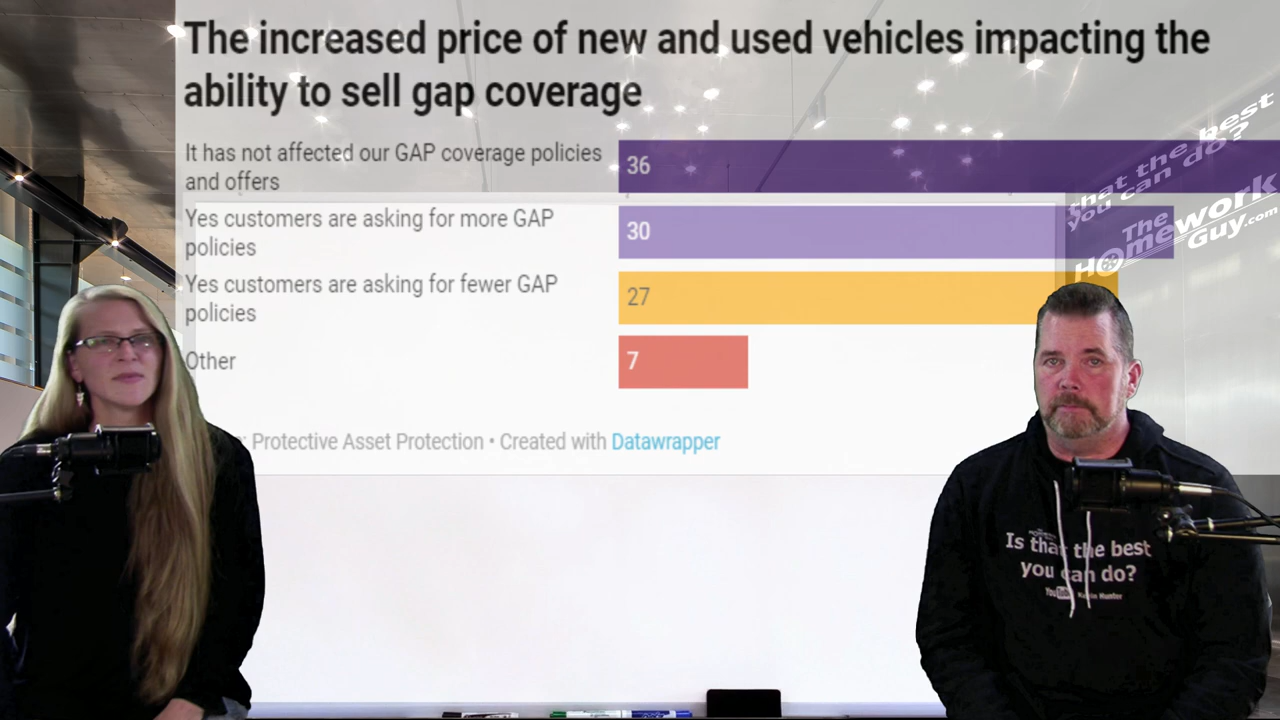 The increased price of new and used vehicles impacting the
ability to sell gap coverage
It has not affected our GAP coverage policies
and offers
36
Yes customers are asking for more GAP
policies
30
Yes customers are asking for fewer GAP
policies
27
Other
7
: Protective Asset Protection • Created with Datawrapper
that the best
you can do?
The
Homework
Guy.com
Is that the best
you can do?
YouTube Kevin Hunter